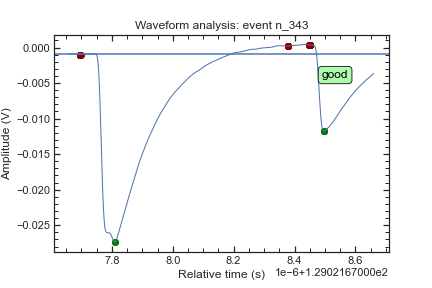 Waveform analysis: event n_343
Amplitude (V)
0.000
−0.005
−0.010
−0.015
−0.020
−0.025
good
7.8
8.0
8.2
8.4
8.6
Relative time (s)
1e-6+1.2902167000e2